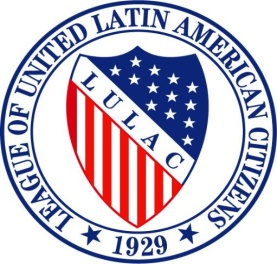 LEAGUE OF UNITED LATIN AMERICAN CITIZENS
LULAC
1929